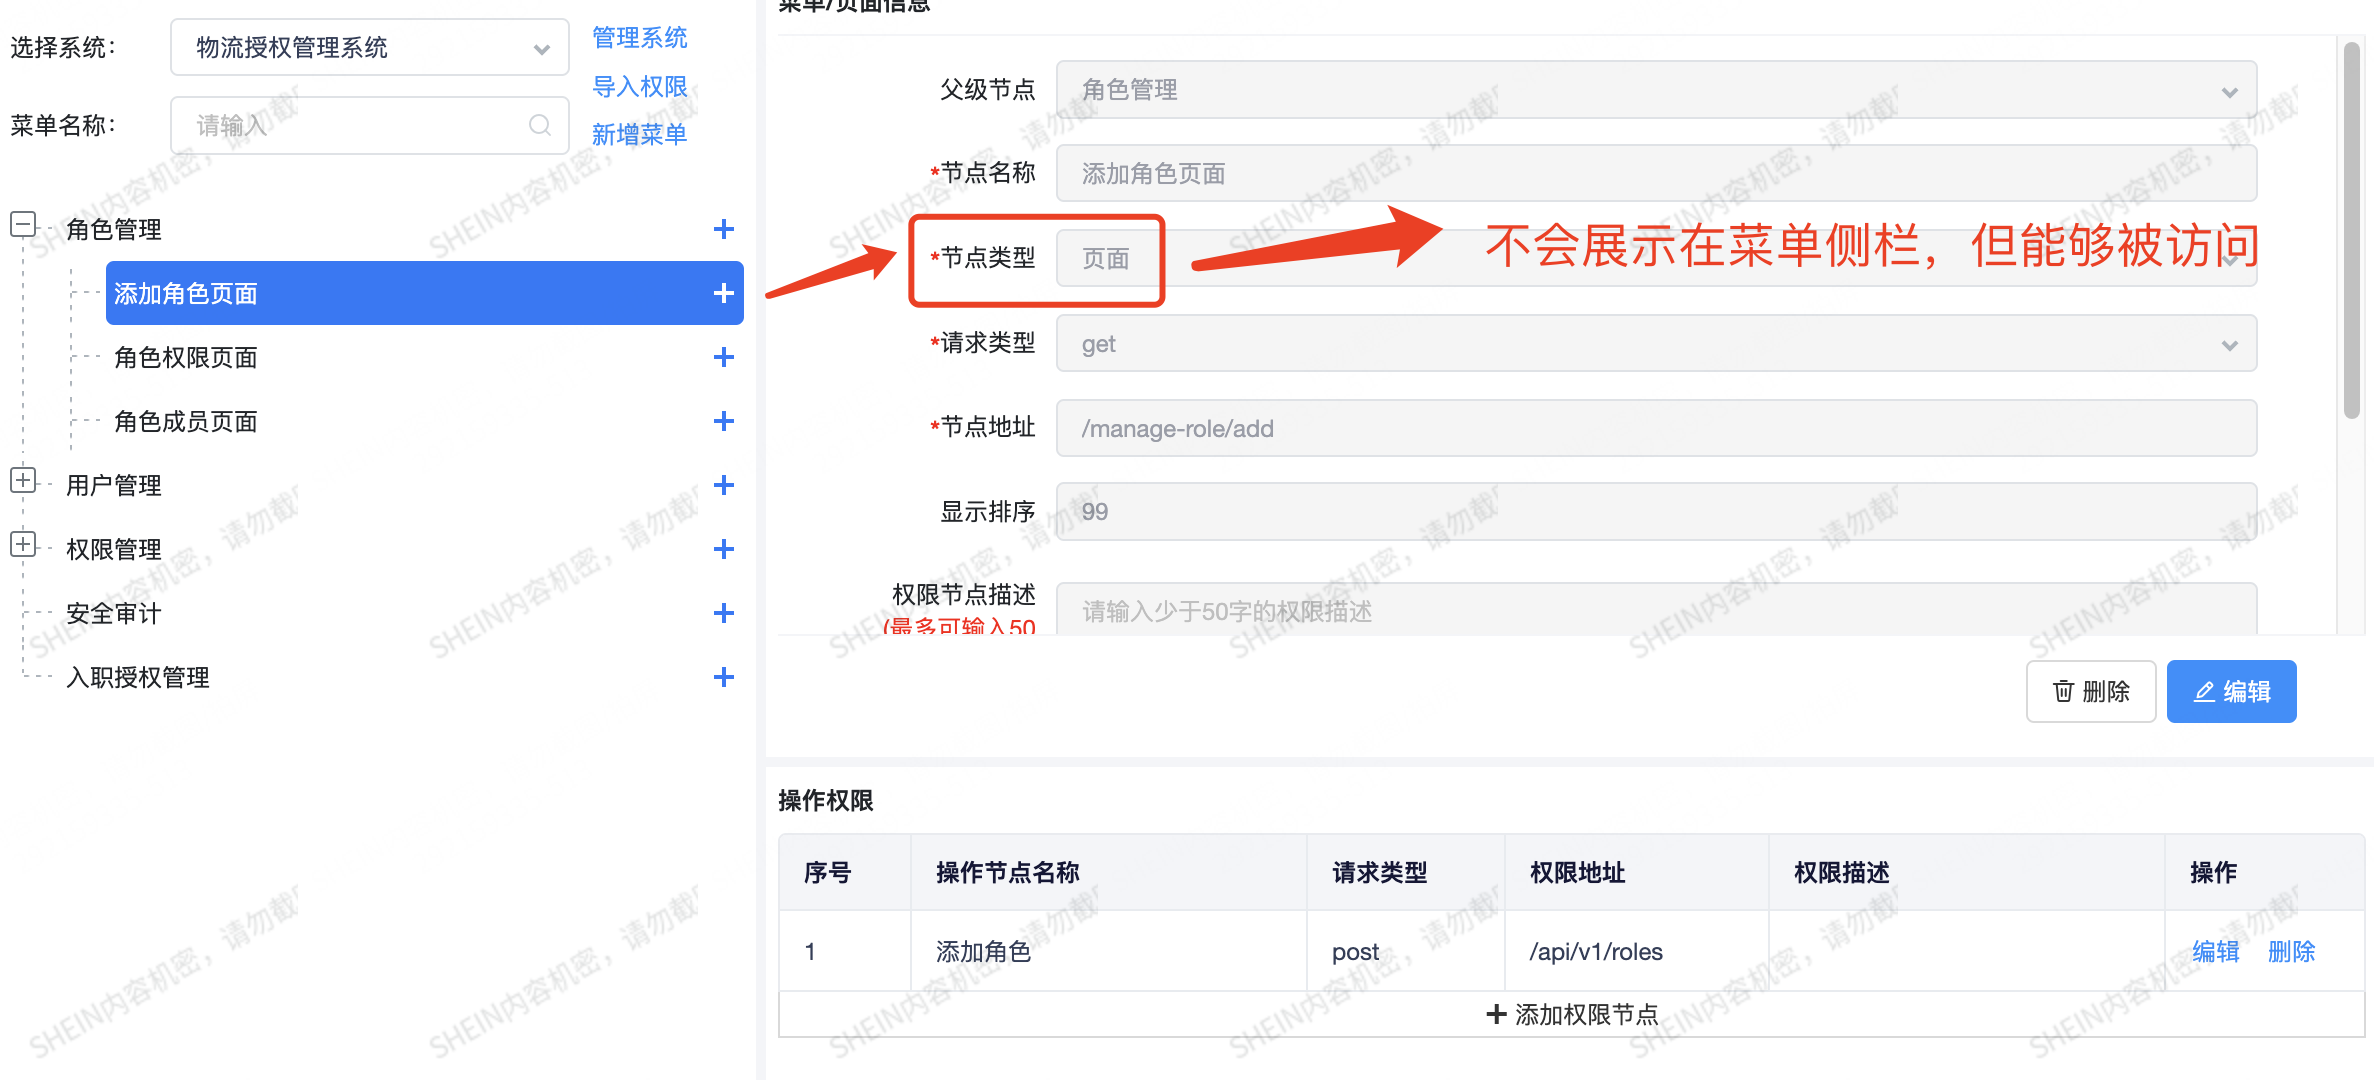 选择系统：
物流授权管理系统
管理系统
导入权限
菜单名称：
请输入
新增菜单
角色管理
添加角色页面
角色权限页面
角色成员页面
用户管理
权限管理
安全审计
入职授权管理
菜单/页面信息
父级节点
角色管理
*节点名称
添加角色页面
*节点类型
页面
不会展示在菜单侧栏，但能够被访问
*请求类型
get
*节点地址
/manage-role/add
显示排序
99
权限节点描述
(最多可输入50
请输入少于50字的权限描述
删除
编辑
操作权限
序号 操作节点名称 请求类型 权限地址 权限描述 操作
1 添加角色 post /api/v1/roles 编辑 删除
添加权限节点
SHEIN内容机密，请勿截